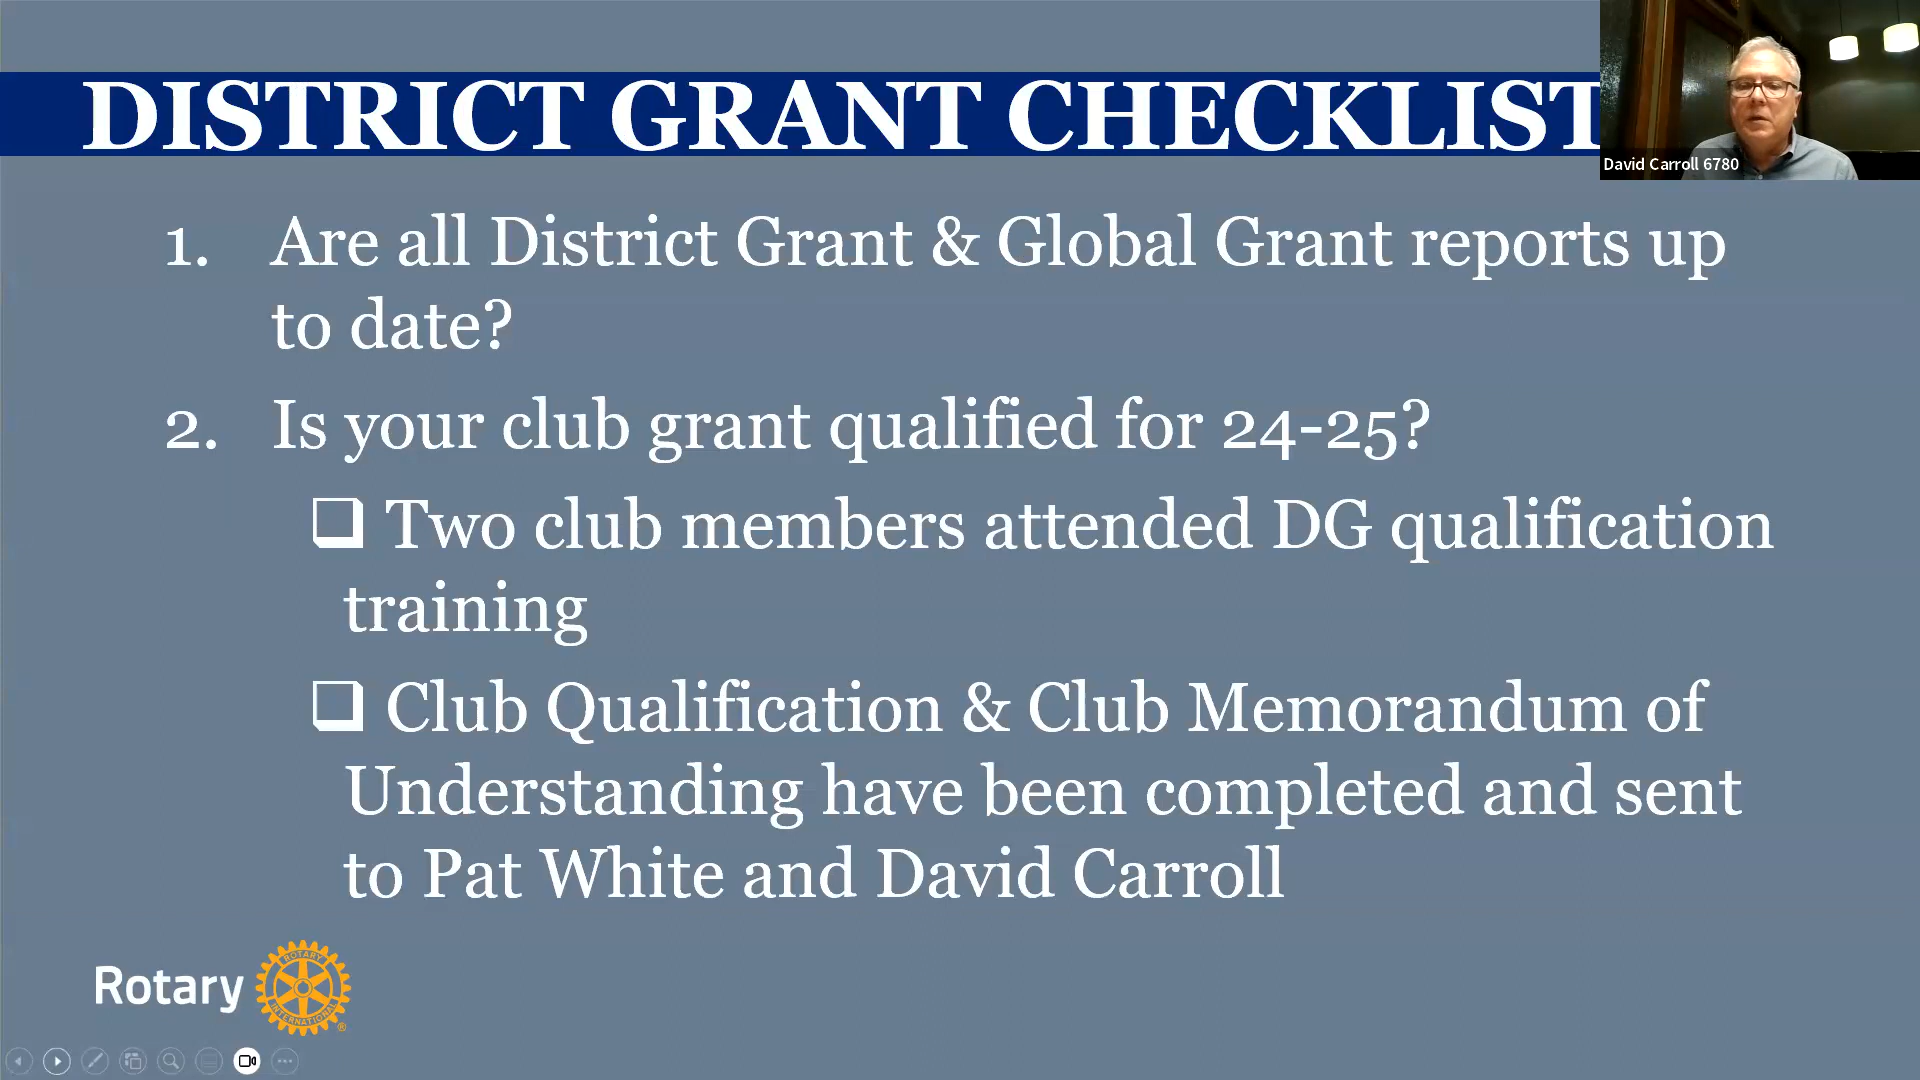 DISTRICT GRANT CHECKLIST
David Carroll 6780
1. Are all District Grant & Global Grant reports up
to date?
2. Is your club grant qualified for 24-25?
❑ Two club members attended DG qualification
training
❑ Club Qualification & Club Memorandum of
Understanding have been completed and sent
to Pat White and David Carroll
Rotary
ROTARY
INTERNATIONAL
®